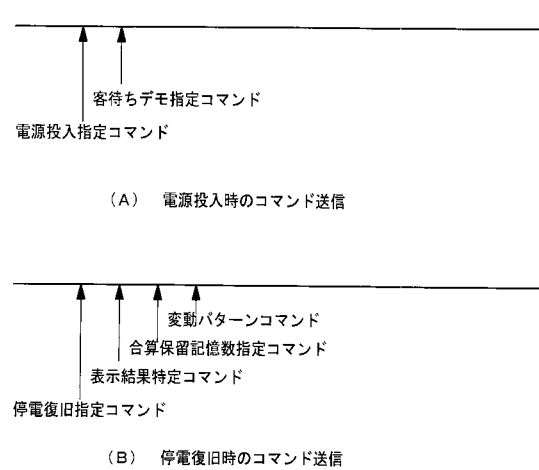 客待ちデモ指定コマンド
電源投入指定コマンド
（A）　電源投入時のコマンド送信
変動パターンコマンド
合算保留記憶数指定コマンド
表示結果特定コマンド
停電復旧指定コマンド
（B）　停電復旧時のコマンド送信